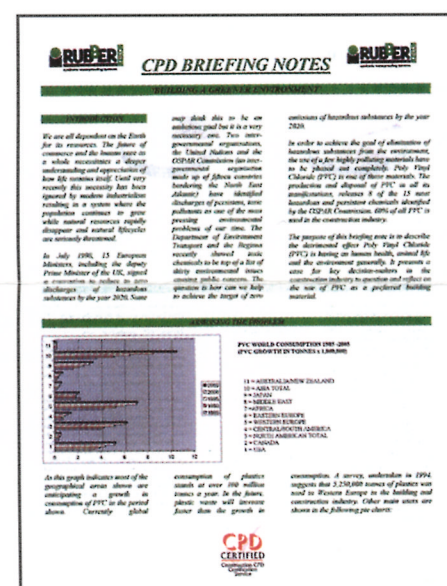 RUBBER
CPD BRIEFING NOTES
RUBBER
BUILDING A GREENER ENVIRONMENT
INTRODUCTION
We are all dependent on the Earth
for its resources. The future of
commerce and the human race as
a whole necessitates a deeper
understanding and appreciation of
how life sustains itself. Until very
recently this necessity has been
ignored by modern industrialism
resulting in a system where the
population continues to grow
while natural resources rapidly
disappear and natural lifecycles
are seriously threatened.
In July 1998, 15 European
Ministers, including the deputy
Prime Minister of the UK, signed
a convention to reduce to zero
discharges of hazardous
substances by the year 2020. Some
may think this to be an
ambitious goal but it is a very
necessary one. Two inter-
governmental organisations,
the United Nations and the
OSPAR Commission (an inter-
governmental organisation
made up of fifteen countries
bordering the North East
Atlantic) have identified
discharges of persistent, toxic
pollutants as one of the most
pressing environmental
problems of our time. The
Department of Environment
Transport and the Regions
recently showed toxic
chemicals to be top of a list of
thirty environmental issues
causing public concern. The
question is how can we help
to achieve the target of zero
emissions of hazardous substances by the year
2020.
In order to achieve the goal of elimination of
hazardous substances from the environment,
the use of a few highly polluting materials have
to be phased out completely. Poly Vinyl
Chloride (PVC) is one of these materials. The
production and disposal of PVC in all its
manifestations, releases 8 of the 15 most
hazardous and persistent chemicals identified
by the OSPAR Commission. 60% of all PVC is
used in the construction industry.
The purpose of this briefing note is to describe
the detrimental effect Poly Vinyl Chloride
(PVC) is having on human health, animal life
and the environment generally. It presents a
case for key decision-makers in the
construction industry to question and reflect on
the use of PVC as a preferred building
material.
PVC WORLD CONSUMPTION 1985 -2005
(PVC GROWTH IN TONNES x 1,000,000)
11 = AUSTRALIA/NEW ZEALAND
10 = ASIA TOTAL
9 = JAPAN
8 = MIDDLE EAST
7 = AFRICA
6 = EASTERN EUROPE
5 = WESTERN EUROPE
4 = CENTRAL/SOUTH AMERICA
3 = NORTH AMERICAN TOTAL
2 = CANADA
1 = USA
0 2 4 6 8 10 12
As this graph indicates most of the
geographical areas shown are
anticipating a growth in
consumption of PVC in the period
shown. Currently global
consumption of plastics
stands at over 100 million
tonnes a year. In the future,
plastic waste will increase
faster than the growth in
consumption. A survey, undertaken in 1994,
suggests that 5,250,000 tonnes of plastics was
used in Western Europe in the building and
construction industry. Other main users are
shown in the following pie chart:
CPD
CERTIFIED
Construction CPD
Certification
Service